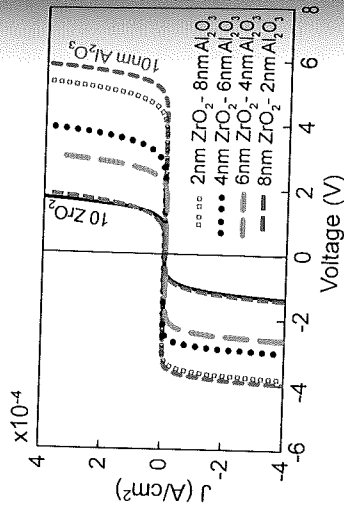 x10⁻⁴
4
2
0
-2
-4
J (A/cm²)
10 ZrO₂
10nm Al₂O₃
2nm ZrO₂- 8nm Al₂O₃
4nm ZrO₂- 6nm Al₂O₃
6nm ZrO₂- 4nm Al₂O₃
8nm ZrO₂- 2nm Al₂O₃
-6
-4
-2
0
2
4
6
8
Voltage (V)